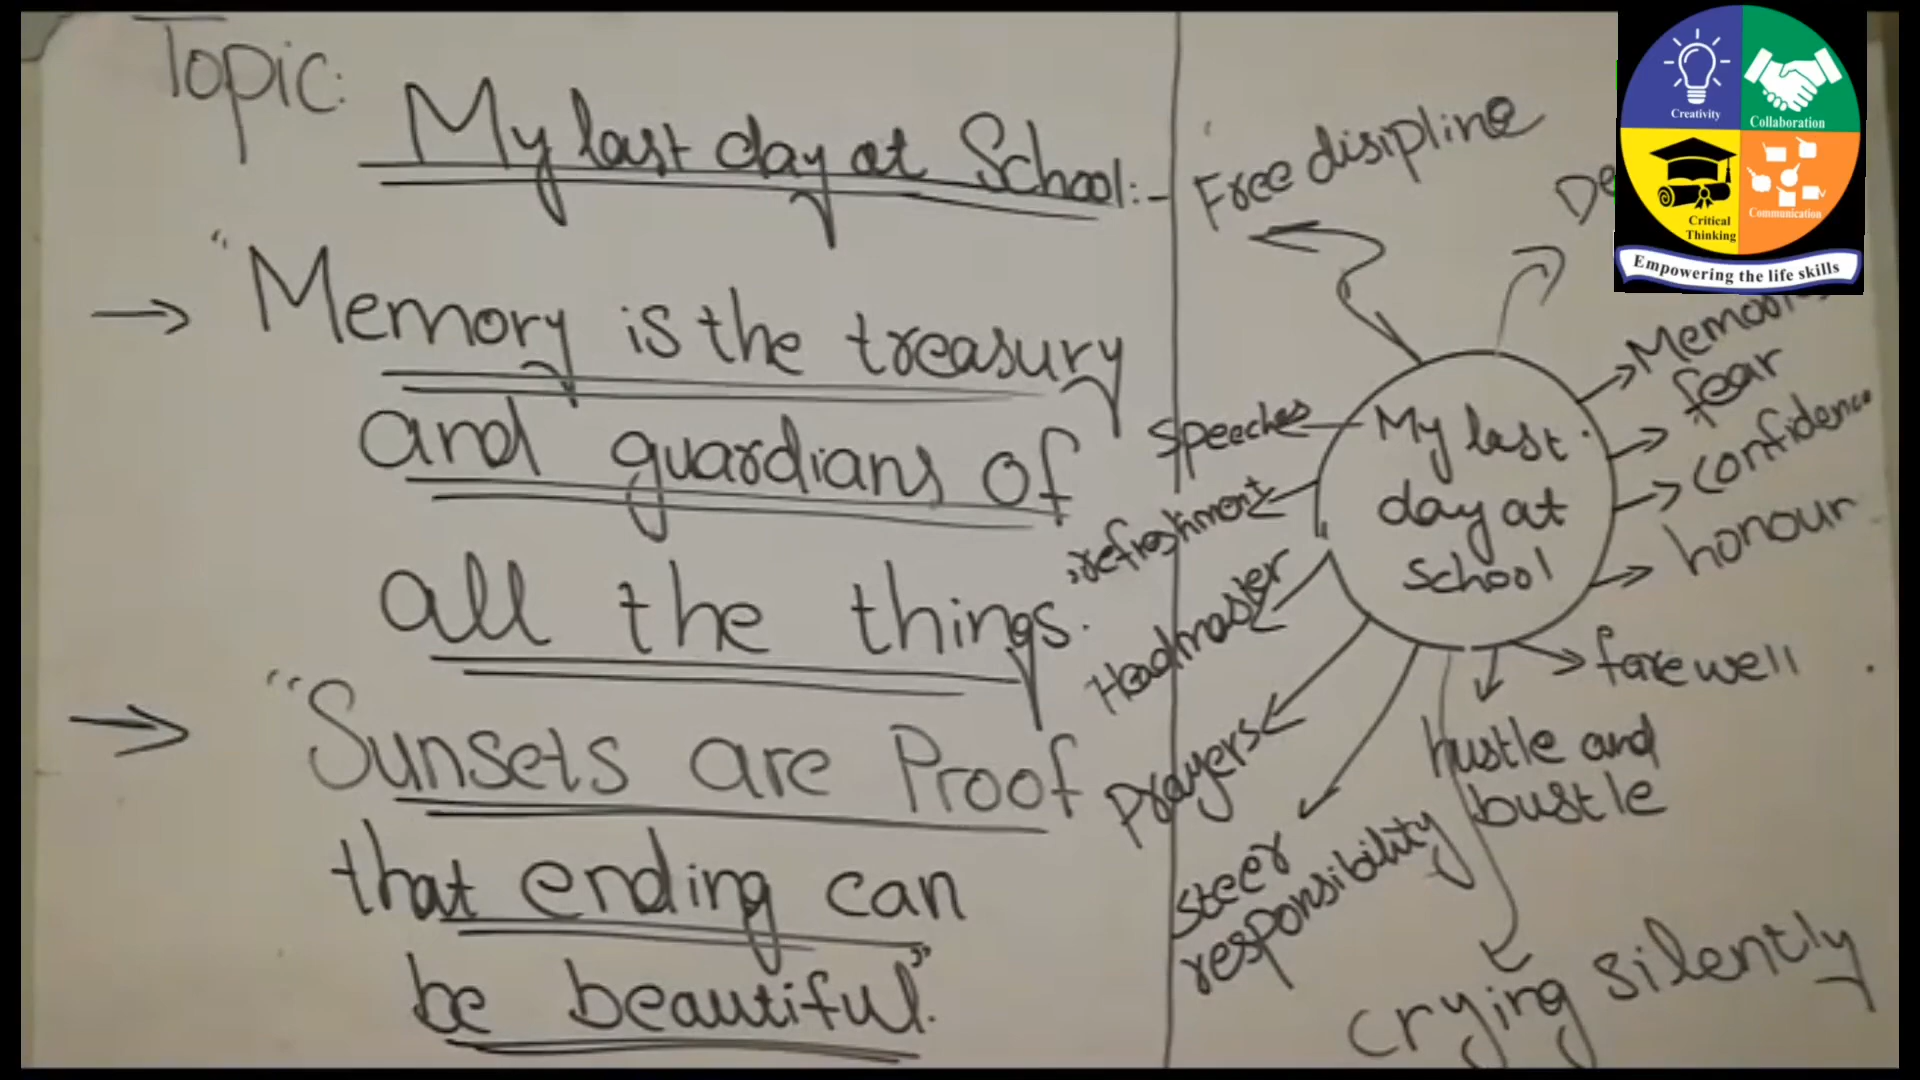 Topic:
My last day at School:-
"Memory is the treasury
and guardians of
all the things.
"Sunsets are Proof
that ending can
be beautiful".
Free disipline
My last
day at
school
fear
confidence
honour
farewell
hustle and
bustle
crying silently
steer
responsibility
Prayers
Headmaster
refreshment
Speeches
Creativity
Collaboration
Critical
Thinking
Communication
Empowering the life skills